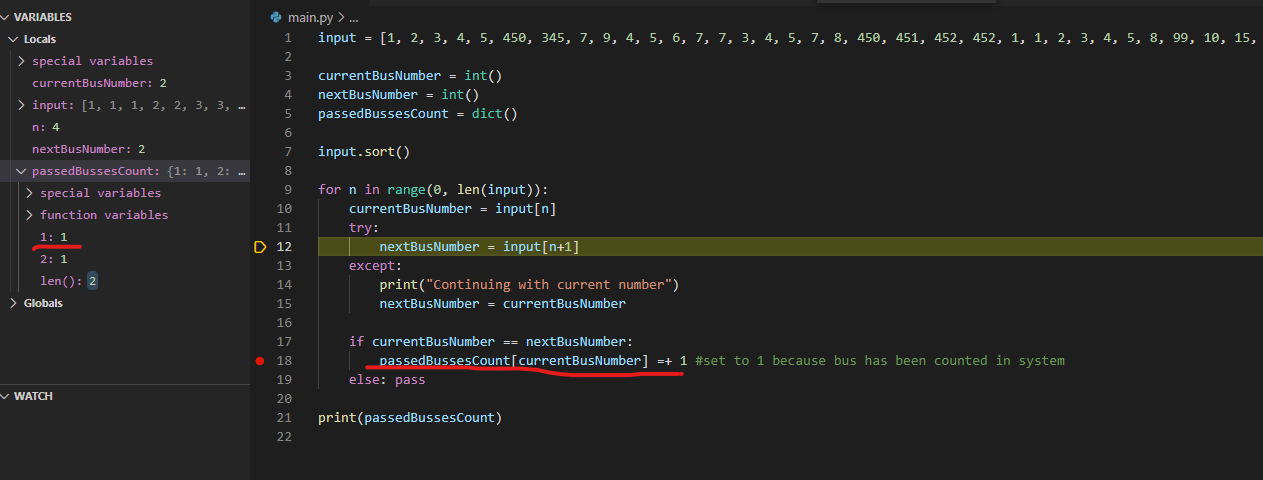 VARIABLES
Locals
special variables
currentBusNumber: 2
input: [1, 1, 1, 2, 2, 3, 3, …
n: 4
nextBusNumber: 2
passedBussesCount: {1: 1, 2: …
special variables
function variables
1: 1
2: 1
len(): 2
Globals
WATCH
main.py > ...
1 input = [1, 2, 3, 4, 5, 450, 345, 7, 9, 4, 5, 6, 7, 7, 3, 4, 5, 7, 8, 450, 451, 452, 452, 1, 1, 2, 3, 4, 5, 8, 99, 10, 15,
2
3 currentBusNumber = int()
4 nextBusNumber = int()
5 passedBussesCount = dict()
6
7 input.sort()
8
9 for n in range(0, len(input)):
10 currentBusNumber = input[n]
11 try:
12 nextBusNumber = input[n+1]
13 except:
14 print("Continuing with current number")
15 nextBusNumber = currentBusNumber
16
17 if currentBusNumber == nextBusNumber:
18 passedBussesCount[currentBusNumber] =+ 1 #set to 1 because bus has been counted in system
19 else: pass
20
21 print(passedBussesCount)
22